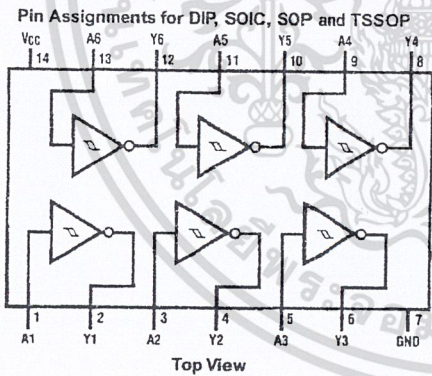 Pin Assignments for DIP, SOIC, SOP and TSSOP
VCC A6 Y6 A5 Y5 A4 Y4
14 13 12 11 10 9 8
1 2 3 4 5 6 7
A1 Y1 A2 Y2 A3 Y3 GND
Top View